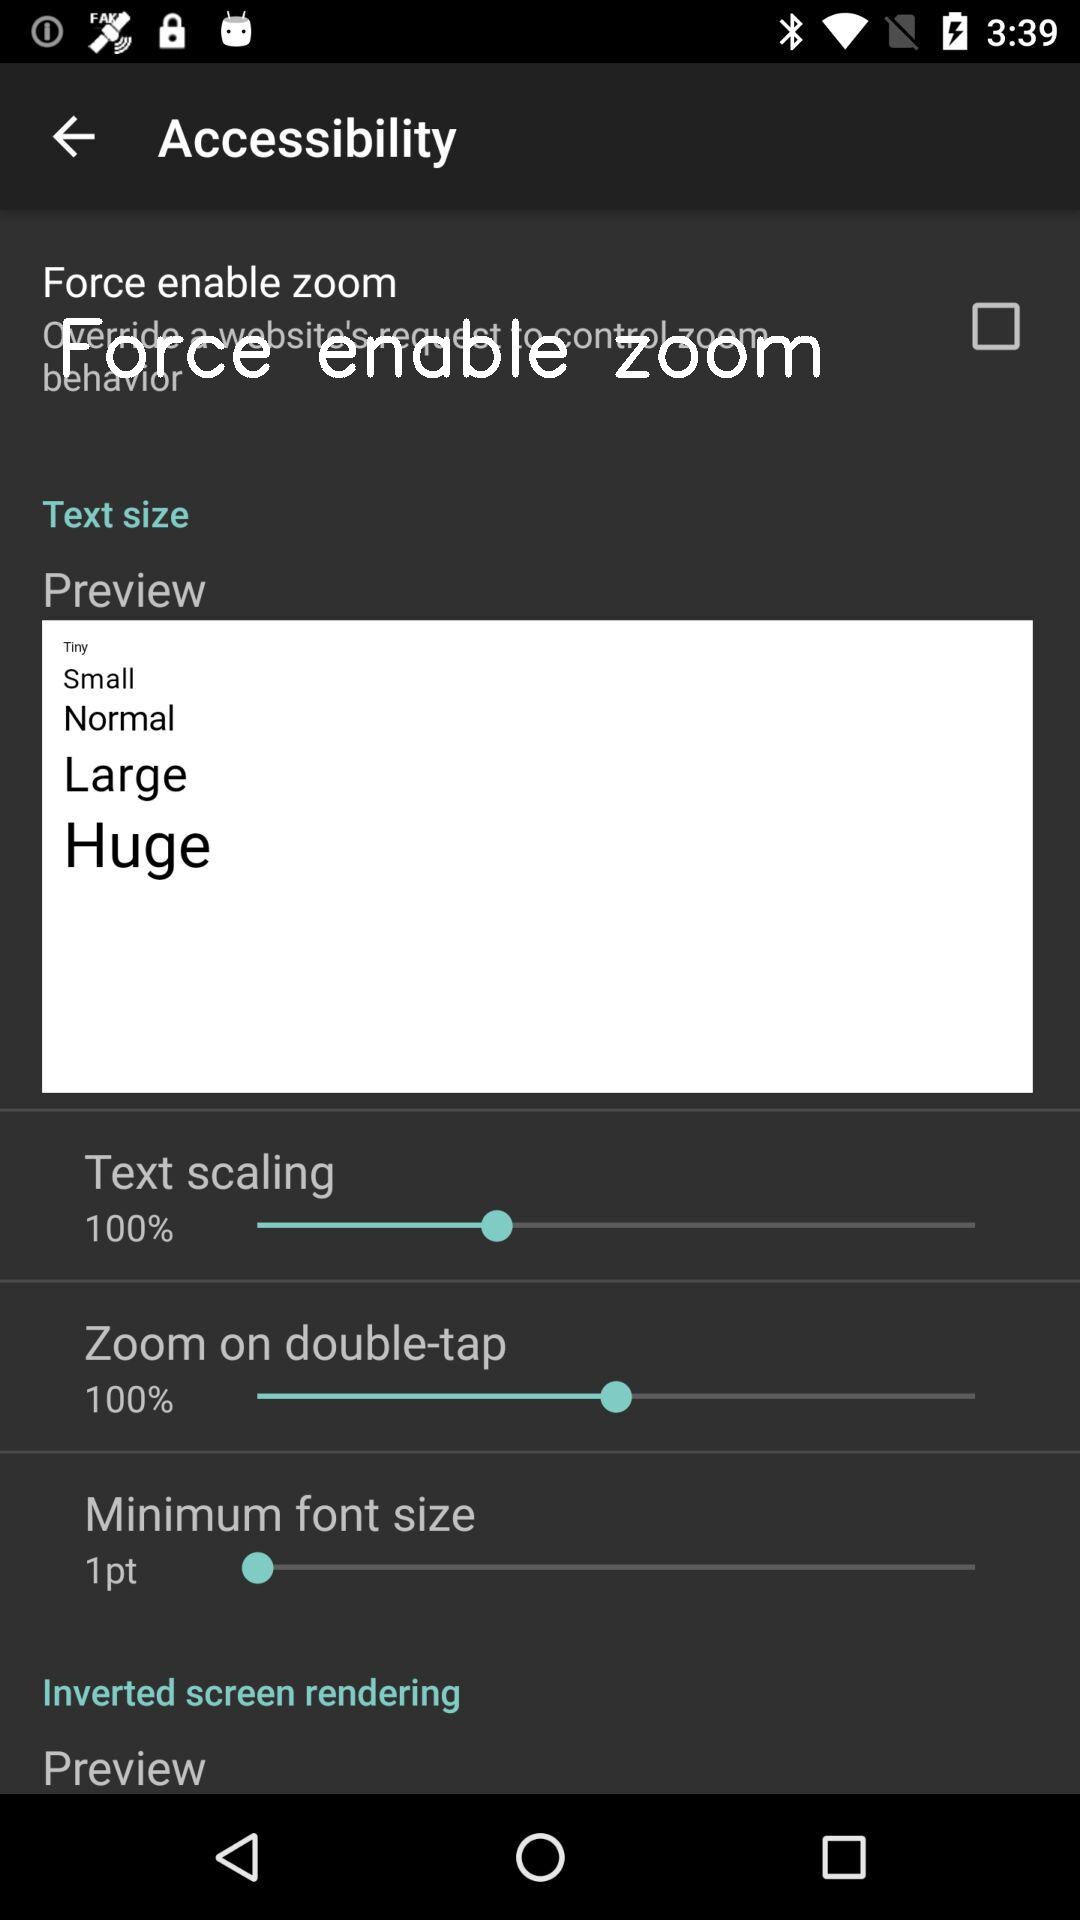 FAKE
3:39
Accessibility
Force enable zoom
Override a website's request to control zoom
behavior
Force enable zoom
Text size
Preview
Tiny
Small
Normal
Large
Huge
Text scaling
100%
Zoom on double-tap
100%
Minimum font size
1pt
Inverted screen rendering
Preview